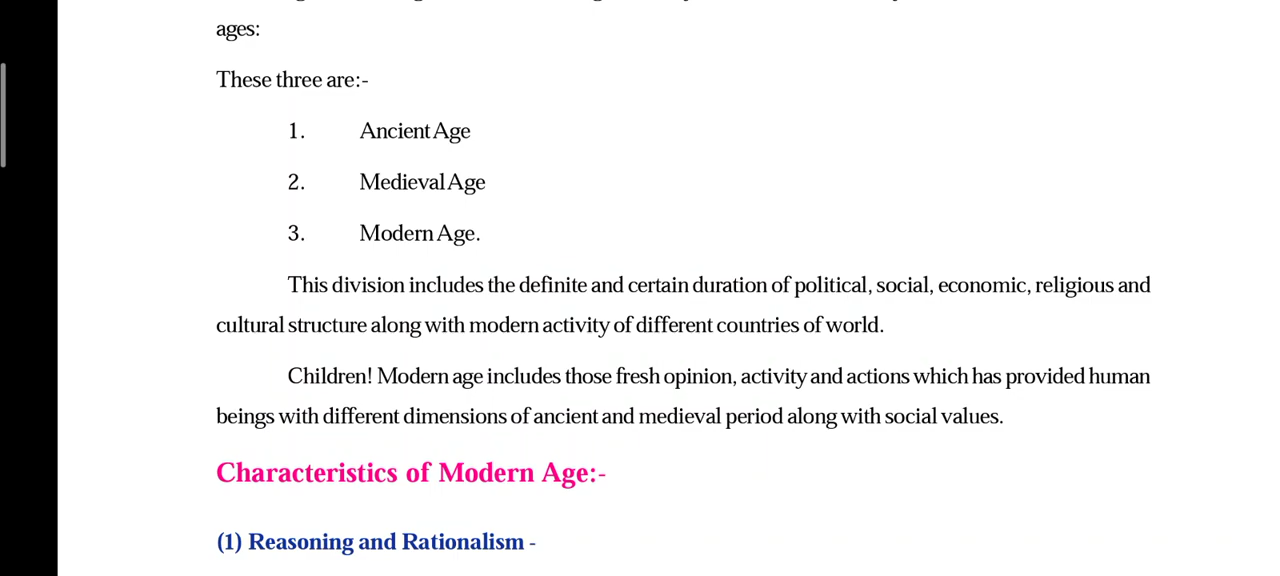 ages:
These three are:-
1. Ancient Age
2. Medieval Age
3. Modern Age.
This division includes the definite and certain duration of political, social, economic, religious and
cultural structure along with modern activity of different countries of world.
Children! Modern age includes those fresh opinion, activity and actions which has provided human
beings with different dimensions of ancient and medieval period along with social values.
Characteristics of Modern Age:-
(1) Reasoning and Rationalism -